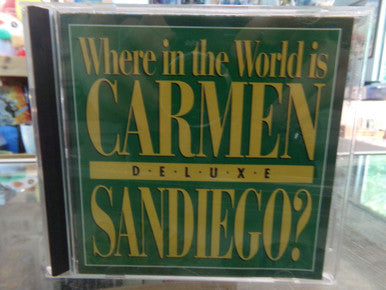 Where in the World is
CARMEN
D·E·L·U·X·E
SANDIEGO?